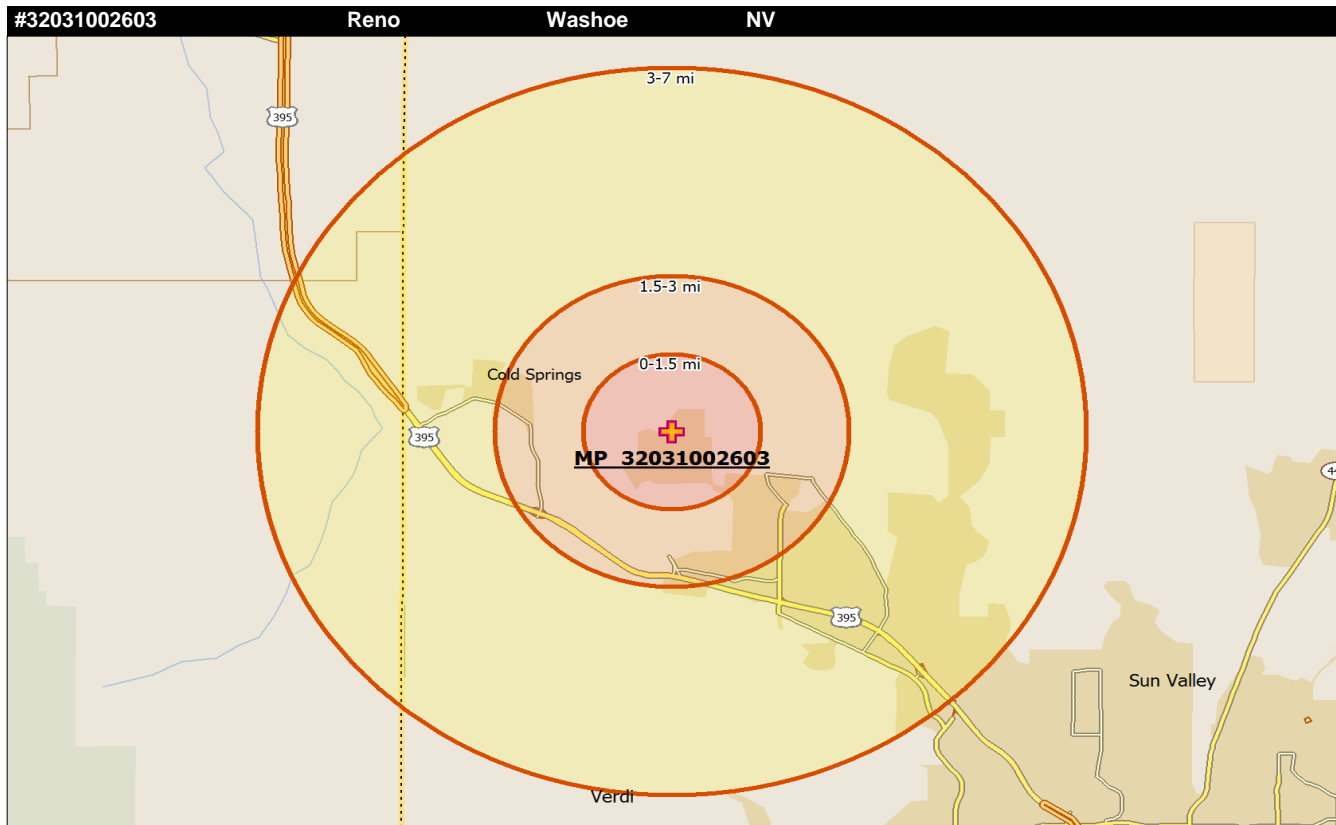 #32031002603 Reno Washoe NV
3-7 mi
395
1.5-3 mi
0-1.5 mi
Cold Springs
395
MP 32031002603
44
395
Sun Valley
Verdi